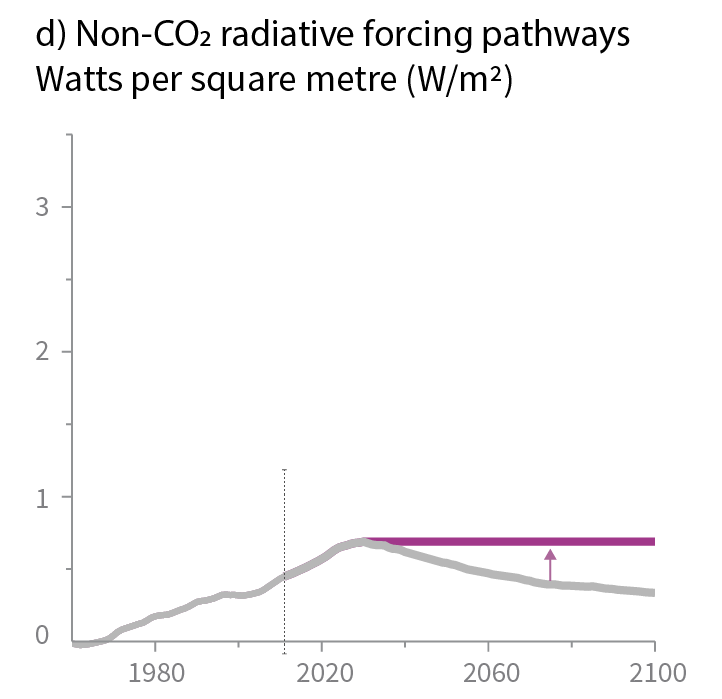 d) Non-CO₂ radiative forcing pathways
Watts per square metre (W/m²)
3
2
1
0
1980 2020 2060 2100